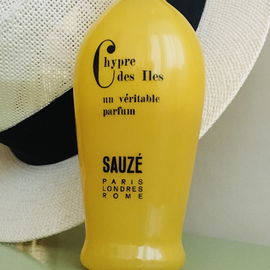 Chypre
des Iles
un véritable
parfum
SAUZÉ
PARIS
LONDRES
ROME